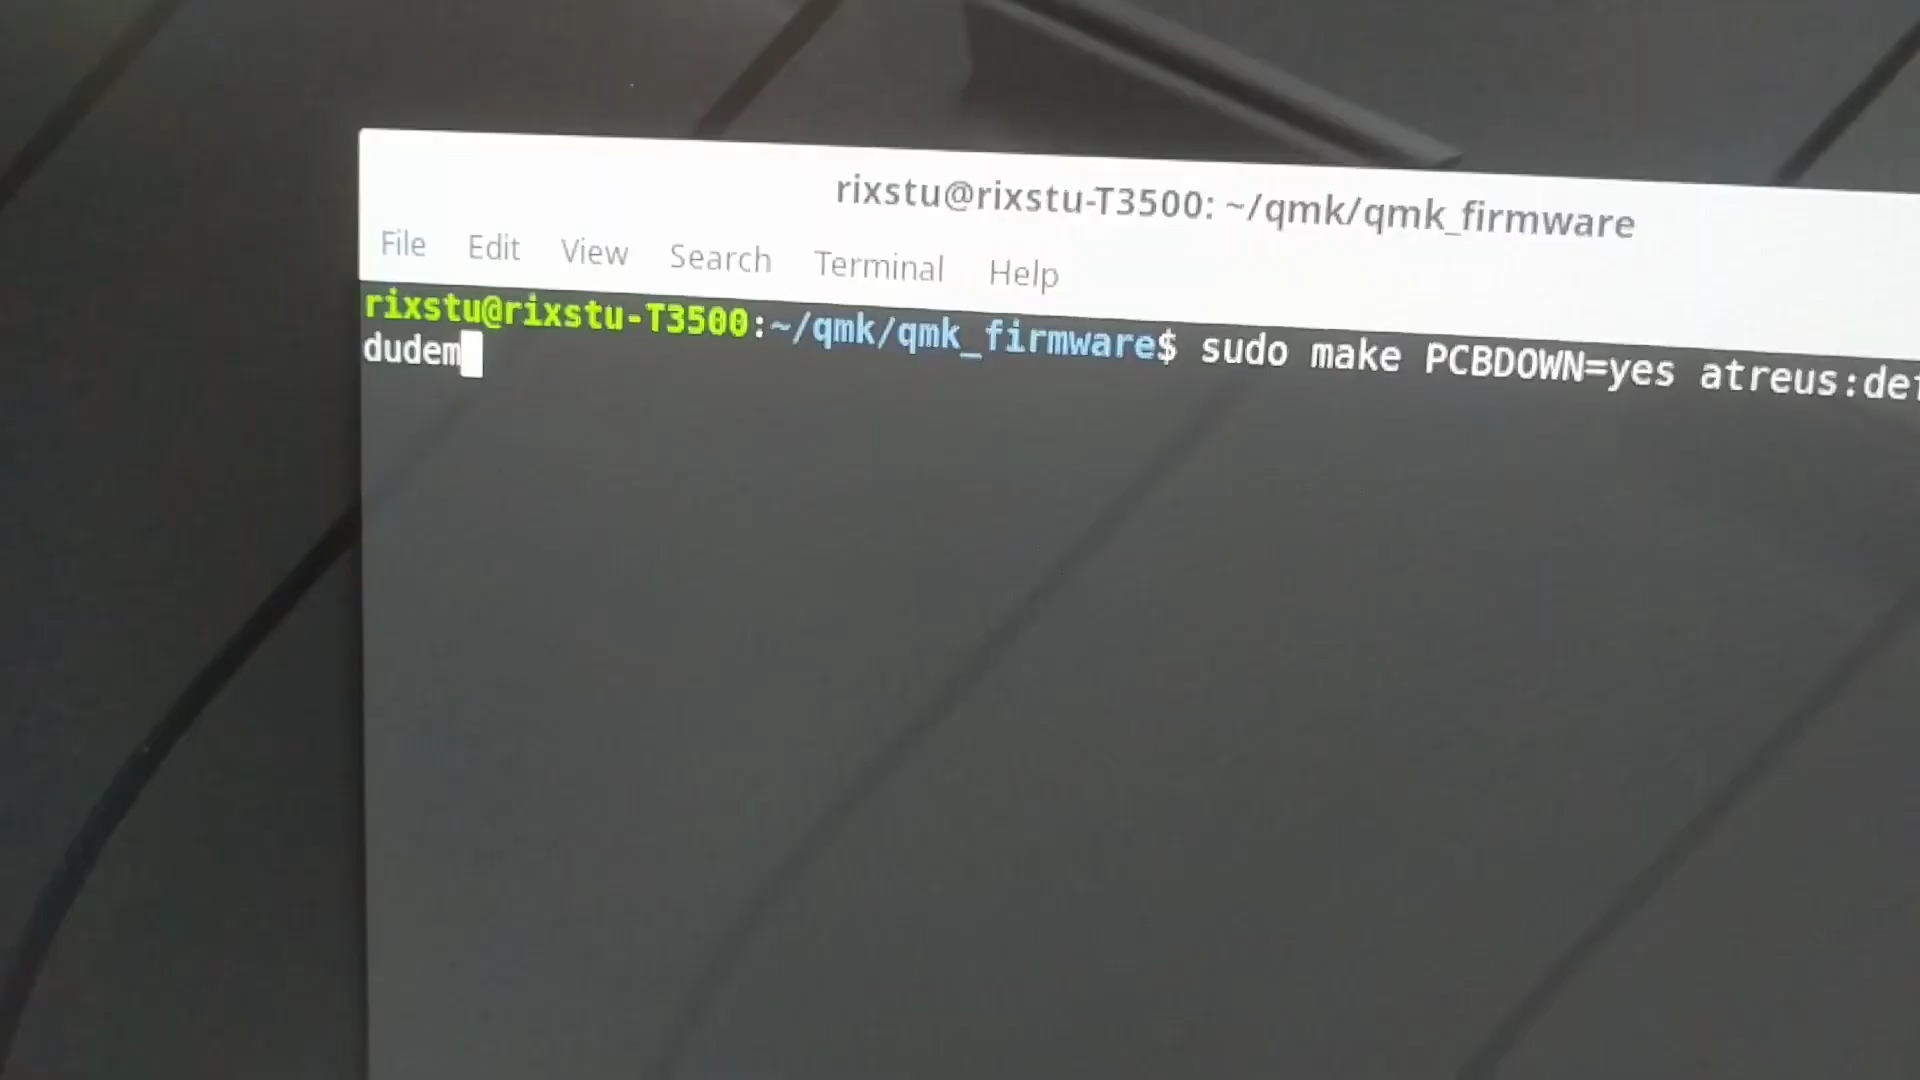 rixstu@rixstu-T3500: ~/qmk/qmk_firmware
File Edit View Search Terminal Help
rixstu@rixstu-T3500:~/qmk/qmk_firmware$ sudo make PCBDOWN=yes atreus:def
dudem